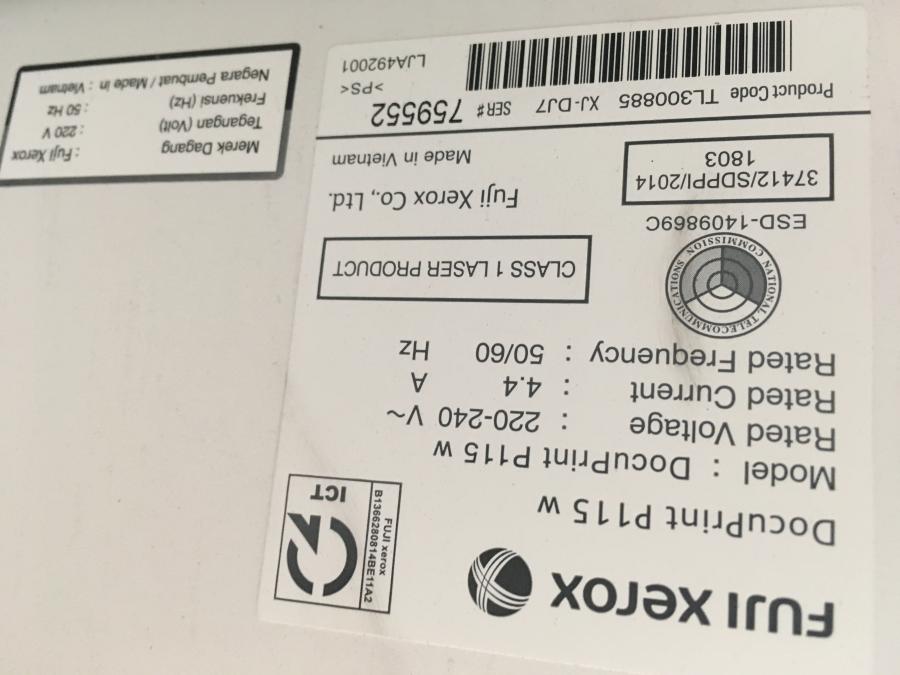 FUJI xerox
DocuPrint P115 w
Model : DocuPrint P115 w
Rated Voltage : 220-240 V~
Rated Current : 4.4 A
Rated Frequency : 50/60 Hz
FUJI xerox
B1366280814BE11A2
ICT
NATIONAL TELECOMMUNICATIONS COMMISSION
ESD-1409869C
CLASS 1 LASER PRODUCT
37412/SDPPI/2014
1803
Fuji Xerox Co., Ltd.
Made in Vietnam
Product Code TL300885 XJ-DJ7 SER# 759552
>PS<
LJA492001
Merek Dagang : Fuji Xerox
Tegangan (Volt) : 220 V
Frekuensi (Hz) : 50 Hz
Negara Pembuat / Made in : Vietnam